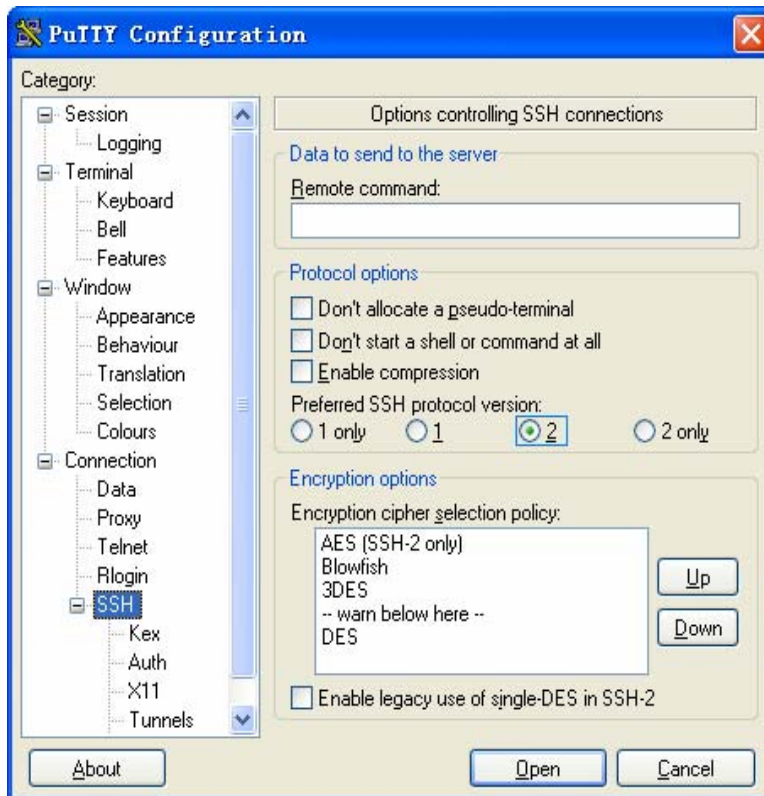 PuTTY Configuration
Category:
Session
Logging
Terminal
Keyboard
Bell
Features
Window
Appearance
Behaviour
Translation
Selection
Colours
Connection
Data
Proxy
Telnet
Rlogin
SSH
Kex
Auth
X11
Tunnels
Options controlling SSH connections
Data to send to the server
Remote command:
Protocol options
Don't allocate a pseudo-terminal
Don't start a shell or command at all
Enable compression
Preferred SSH protocol version:
1 only 1 2 2 only
Encryption options
Encryption cipher selection policy:
AES (SSH-2 only)
Blowfish
3DES
-- warn below here --
DES
Up
Down
Enable legacy use of single-DES in SSH-2
About
Open
Cancel